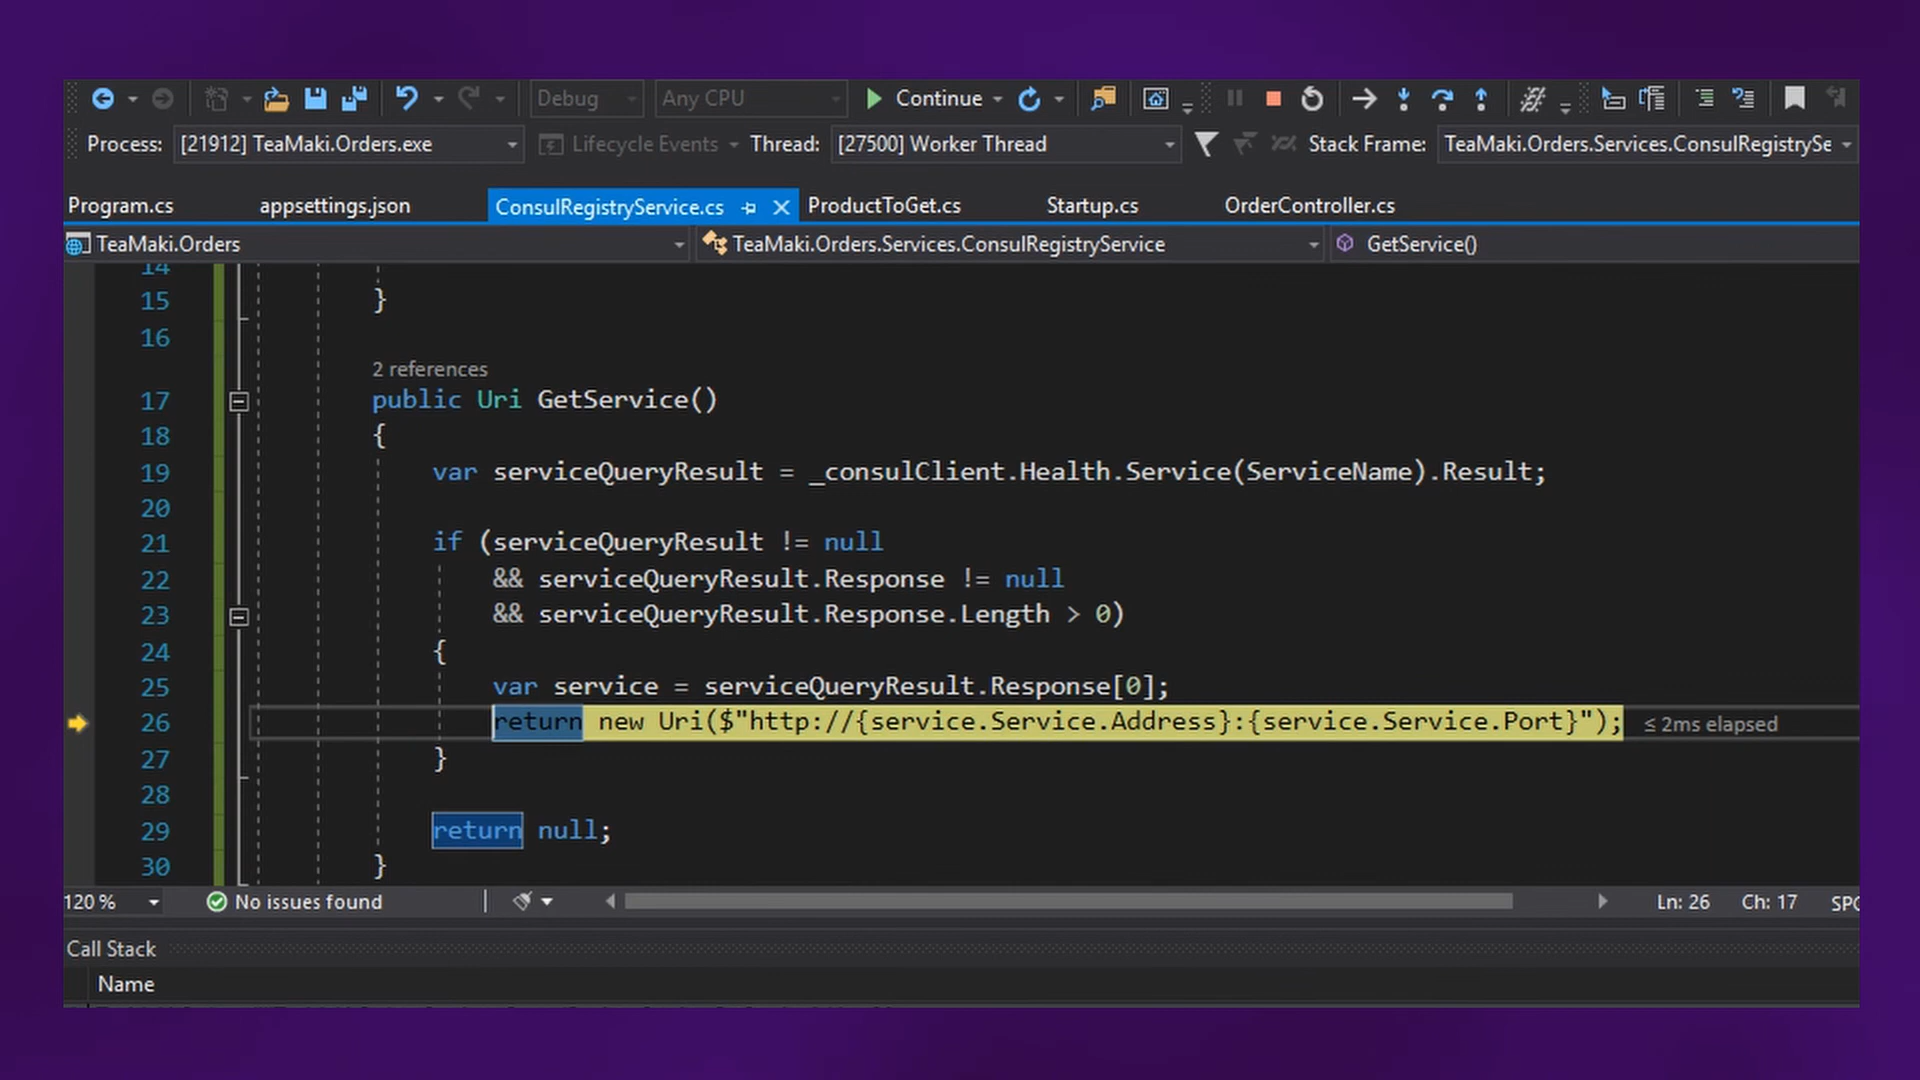 Debug Any CPU Continue
Process: [21912] TeaMaki.Orders.exe Lifecycle Events Thread: [27500] Worker Thread Stack Frame: TeaMaki.Orders.Services.ConsulRegistrySe
Program.cs appsettings.json ConsulRegistryService.cs ProductToGet.cs Startup.cs OrderController.cs
TeaMaki.Orders TeaMaki.Orders.Services.ConsulRegistryService GetService()
14
15 }
16
2 references
17 public Uri GetService()
18 {
19 var serviceQueryResult = _consulClient.Health.Service(ServiceName).Result;
20
21 if (serviceQueryResult != null
22 && serviceQueryResult.Response != null
23 && serviceQueryResult.Response.Length > 0)
24 {
25 var service = serviceQueryResult.Response[0];
26 return new Uri($"http://{service.Service.Address}:{service.Service.Port}"); ≤ 2ms elapsed
27 }
28
29 return null;
30 }
120 % No issues found Ln: 26 Ch: 17 SPC
Call Stack
Name